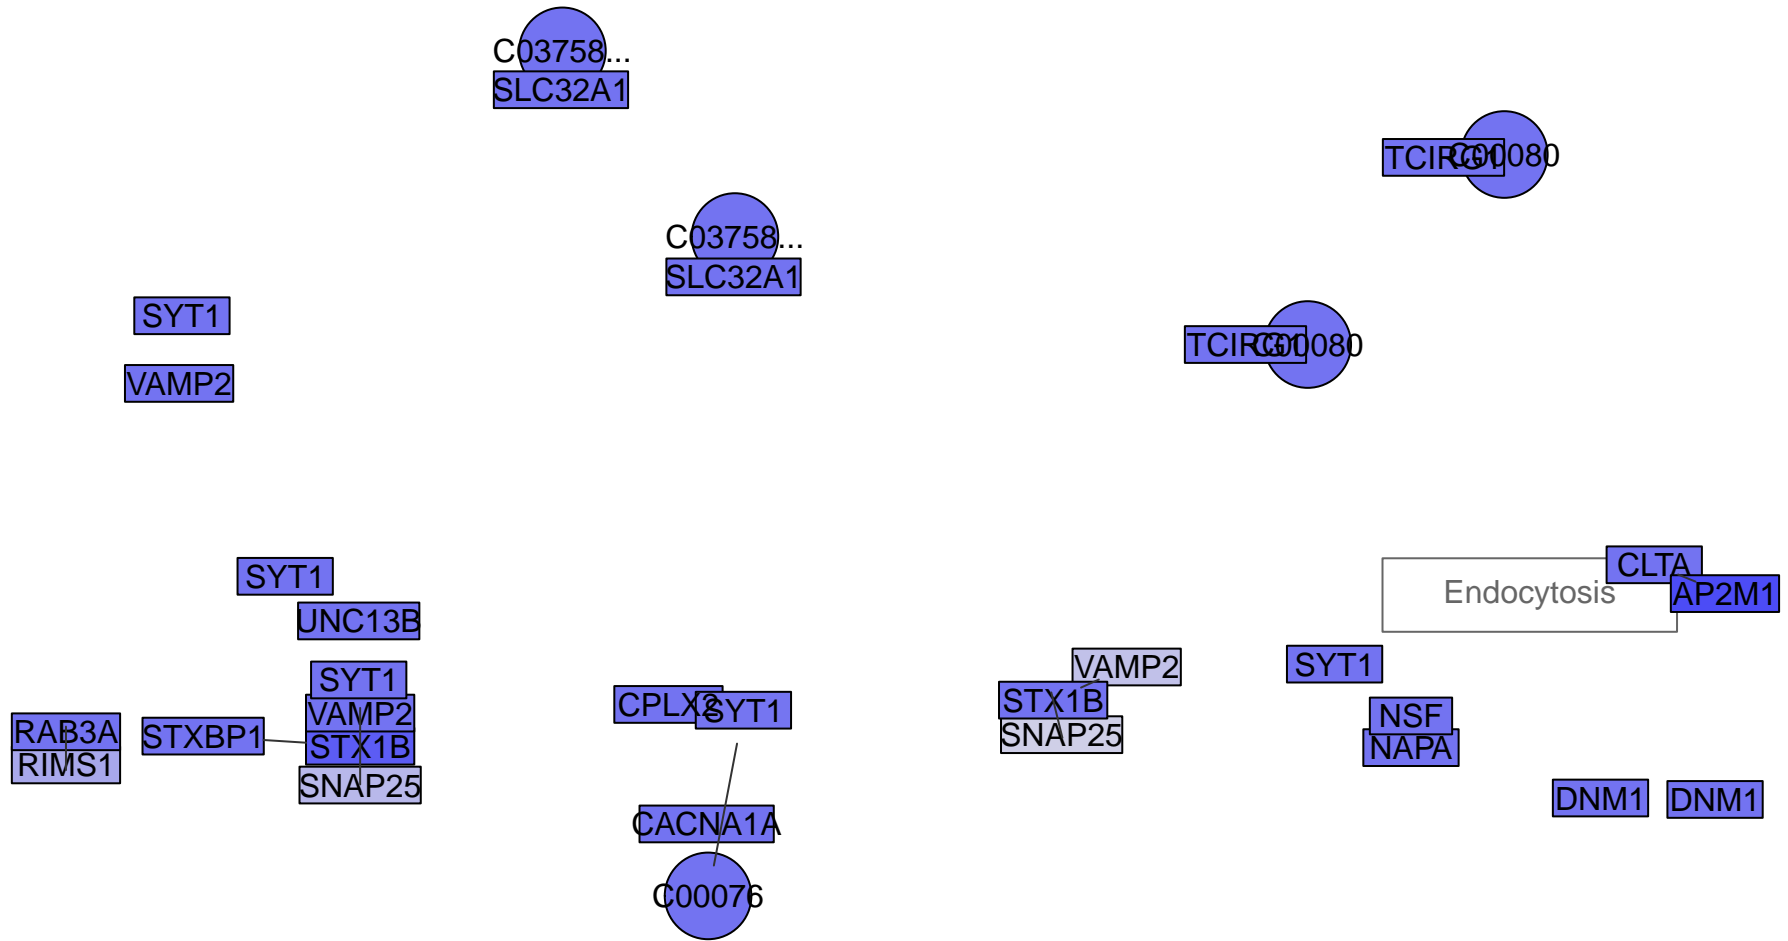 C03758...
SLC32A1
TCIRG1
C00080
C03758...
SLC32A1
SYT1
TCIRG1
C00080
VAMP2
SYT1
UNC13B
CLTA
AP2M1
Endocytosis
SYT1
VAMP2
STX1B
SNAP25
RAB3A
RIMS1
STXBP1
CPLX2
SYT1
VAMP2
STX1B
SNAP25
SYT1
NSF
NAPA
DNM1
DNM1
CACNA1A
C00076